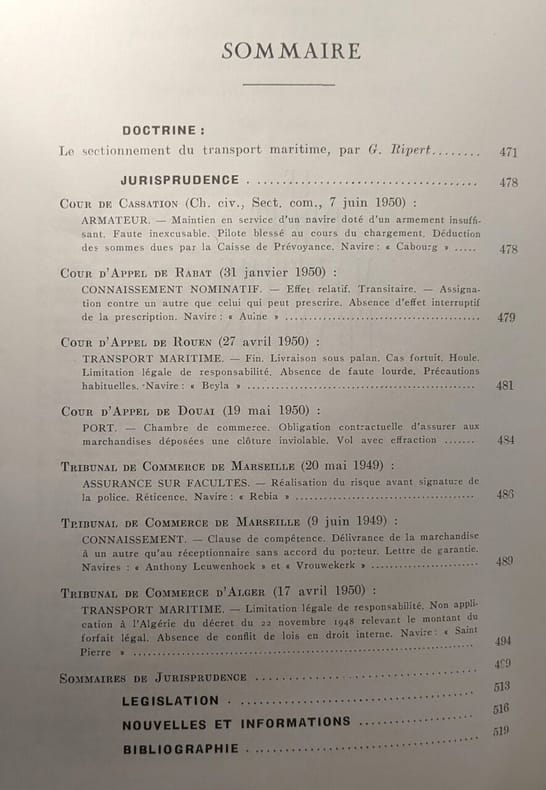 SOMMAIRE
DOCTRINE :
Le sectionnement du transport maritime, par G. Ripert........ 471
JURISPRUDENCE . .................................. 478
COUR DE CASSATION (Ch. civ., Sect. com., 7 juin 1950) :
ARMATEUR. — Maintien en service d'un navire doté d'un armement insuffi-
sant. Faute inexcusable. Pilote blessé au cours du chargement. Déduction
des sommes dues par la Caisse de Prévoyance. Navire : « Cabourg » ..... 478
COUR D'APPEL DE RABAT (31 janvier 1950) :
CONNAISSEMENT NOMINATIF. — Effet relatif. Transitaire. — Assigna-
tion contre un autre que celui qui peut prescrire. Absence d'effet interruptif
de la prescription. Navire : « Aulne » ........................................ 479
COUR D'APPEL DE ROUEN (27 avril 1950) :
TRANSPORT MARITIME. — Fin. Livraison sous palan. Cas fortuit. Houle.
Limitation légale de responsabilité. Absence de faute lourde. Précautions
habituelles. Navire : « Beyla » .............................................. 481
COUR D'APPEL DE DOUAI (19 mai 1950) :
PORT. — Chambre de commerce. Obligation contractuelle d'assurer aux
marchandises déposées une clôture inviolable. Vol avec effraction ....... 484
TRIBUNAL DE COMMERCE DE MARSEILLE (20 mai 1949) :
ASSURANCE SUR FACULTES. — Réalisation du risque avant signature de
la police. Réticence. Navire : « Rebia » ..................................... 486
TRIBUNAL DE COMMERCE DE MARSEILLE (9 juin 1949) :
CONNAISSEMENT. — Clause de compétence. Délivrance de la marchandise
à un autre qu'au réceptionnaire sans accord du porteur. Lettre de garantie.
Navires : « Anthony Leuwenhoek » et « Vrouwekerk » ...................... 489
TRIBUNAL DE COMMERCE D'ALGER (17 avril 1950) :
TRANSPORT MARITIME. — Limitation légale de responsabilité. Non appli-
cation à l'Algérie du décret du 22 novembre 1948 relevant le montant du
forfait légal. Absence de conflit de lois en droit interne. Navire : « Saint
Pierre » ..................................................................... 494
SOMMAIRES DE JURISPRUDENCE .................................. 499
LEGISLATION . .................................. 513
NOUVELLES ET INFORMATIONS ................. 516
BIBLIOGRAPHIE . .................................. 519